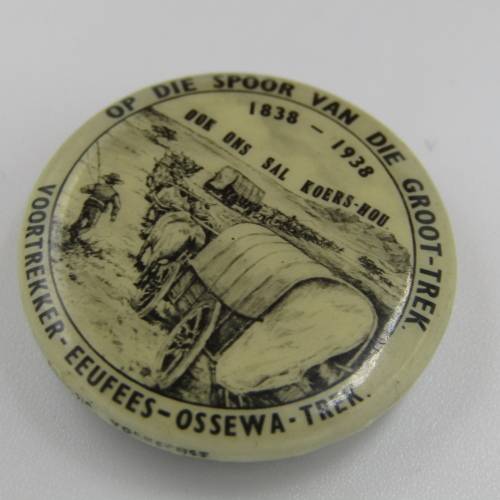 OP DIE SPOOR VAN DIE GROOT-TREK.
1838 - 1938
OOK ONS SAL KOERS-HOU.
VOORTREKKER-EEUFEES-OSSEWA-TREK.